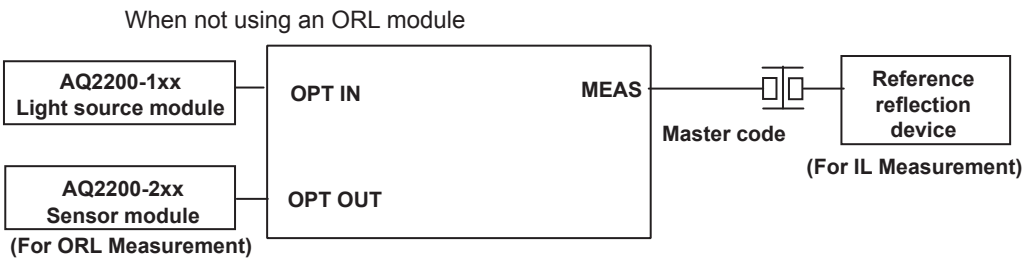 When not using an ORL module
AQ2200-1xx
Light source module
OPT IN
MEAS
Master code
Reference
reflection
device
(For IL Measurement)
AQ2200-2xx
Sensor module
OPT OUT
(For ORL Measurement)